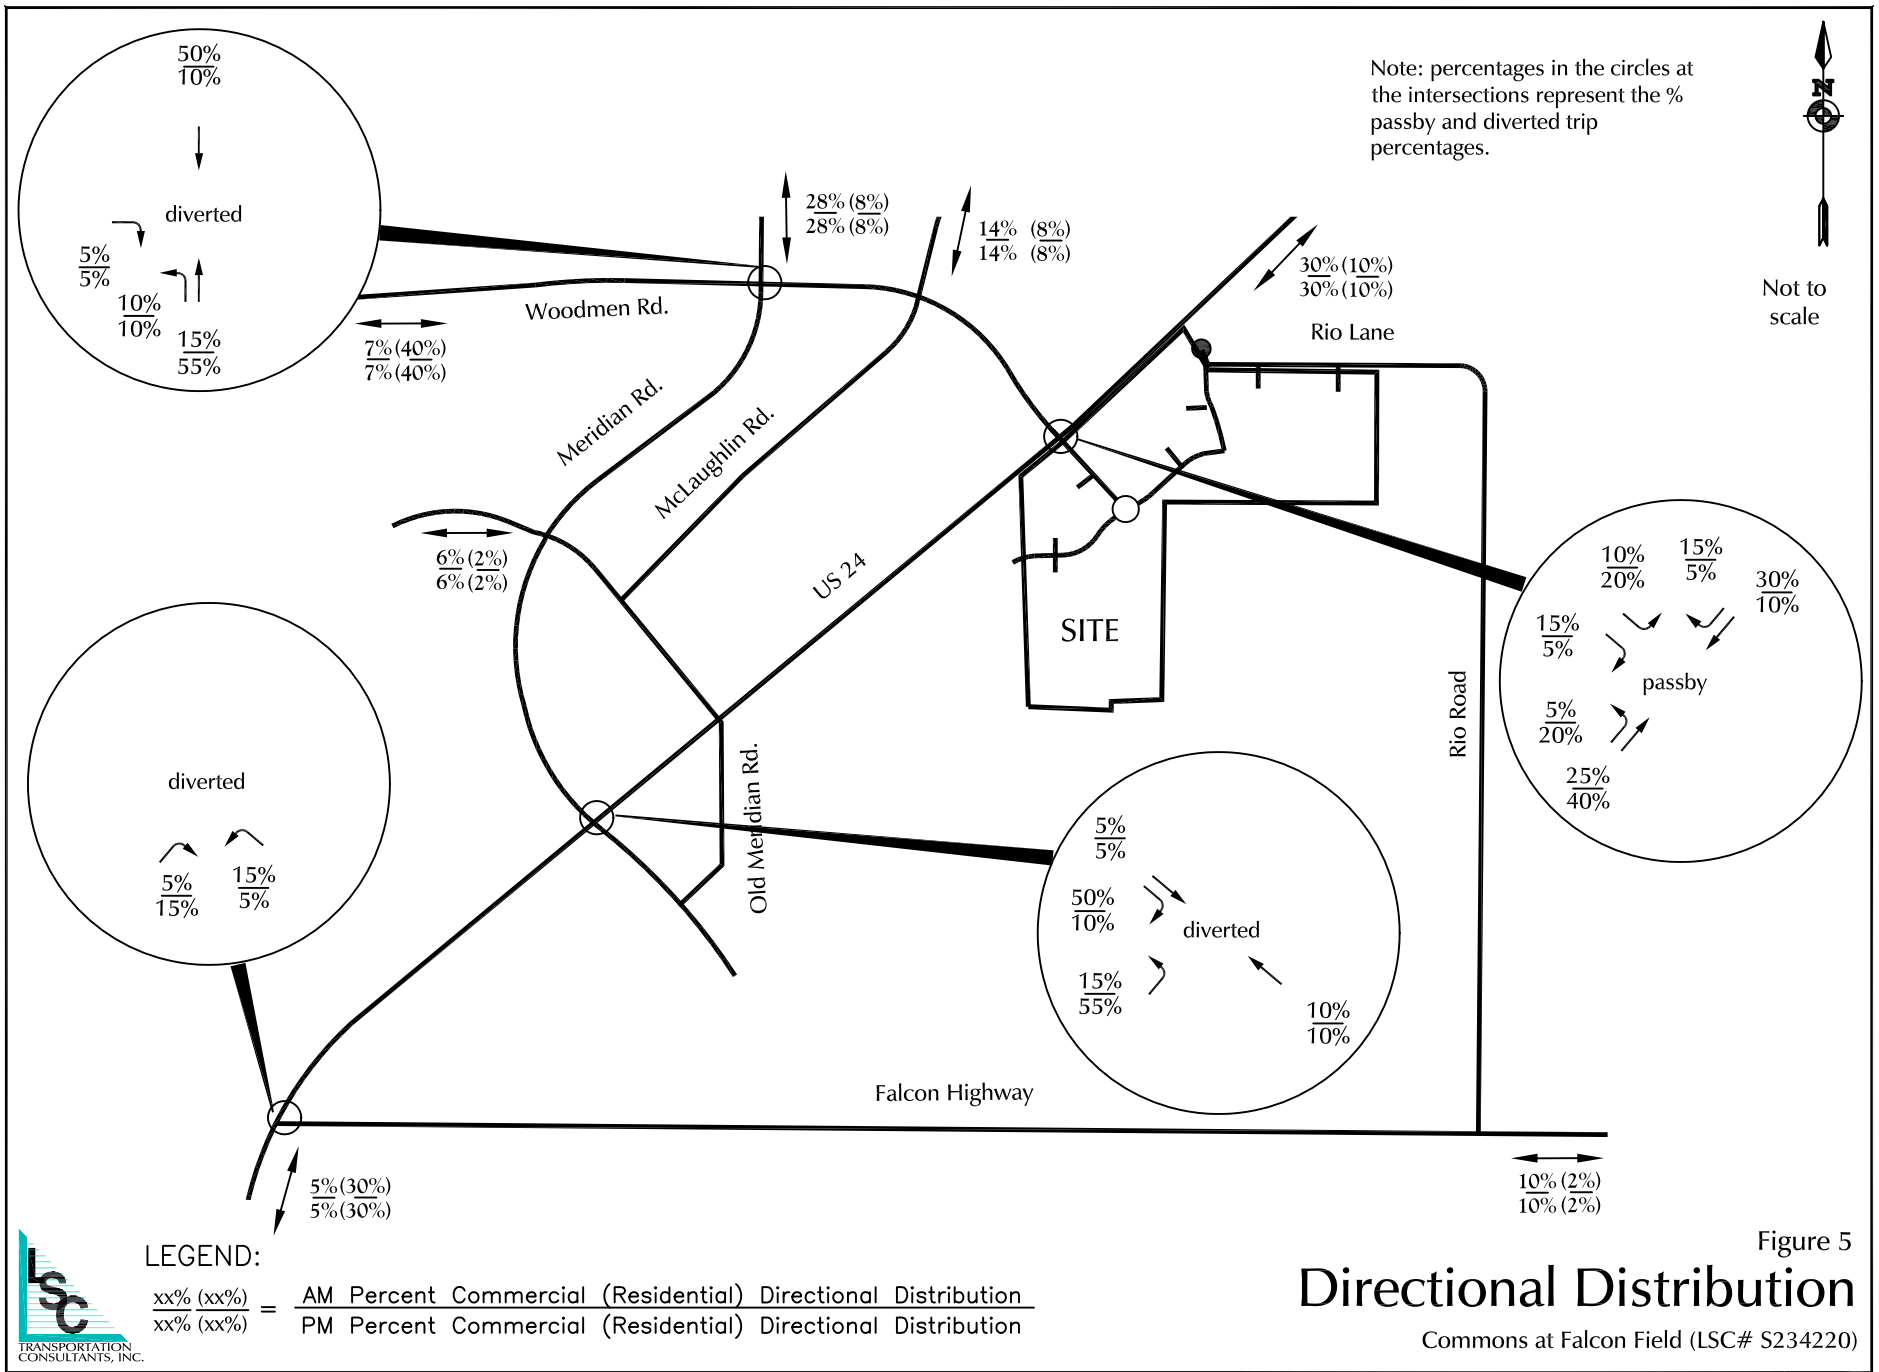 50%
10%
diverted
5%
5%
10%
10%
15%
55%
Note: percentages in the circles at
the intersections represent the %
passby and diverted trip
percentages.
N
Not to
scale
28% (8%)
28% (8%)
14% (8%)
14% (8%)
30% (10%)
30% (10%)
Woodmen Rd.
7% (40%)
7% (40%)
Rio Lane
Meridian Rd.
McLaughlin Rd.
6% (2%)
6% (2%)
US 24
SITE
10%
20%
15%
5%
30%
10%
15%
5%
passby
5%
20%
25%
40%
Rio Road
Old Meridian Rd.
diverted
5%
15%
15%
5%
5%
5%
50%
10%
diverted
15%
55%
10%
10%
Falcon Highway
5% (30%)
5% (30%)
10% (2%)
10% (2%)
LEGEND:
xx% (xx%)
xx% (xx%)
=
AM Percent Commercial (Residential) Directional Distribution
PM Percent Commercial (Residential) Directional Distribution
LSC
TRANSPORTATION
CONSULTANTS, INC.
Figure 5
Directional Distribution
Commons at Falcon Field (LSC# S234220)